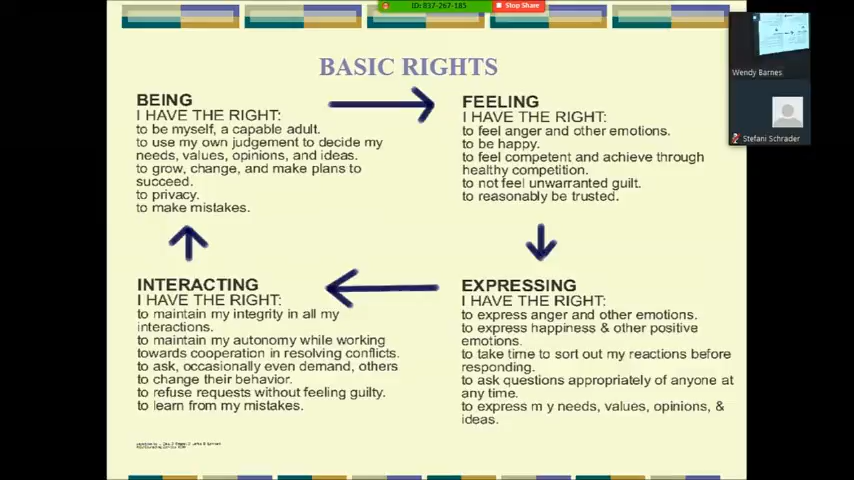 ID: 837-267-185
Stop Share
BASIC RIGHTS
BEING
I HAVE THE RIGHT:
to be myself, a capable adult.
to use my own judgement to decide my
needs, values, opinions, and ideas.
to grow, change, and make plans to
succeed.
to privacy.
to make mistakes.
FEELING
I HAVE THE RIGHT:
to feel anger and other emotions.
to be happy.
to feel competent and achieve through
healthy competition.
to not feel unwarranted guilt.
to reasonably be trusted.
EXPRESSING
I HAVE THE RIGHT:
to express anger and other emotions.
to express happiness & other positive
emotions.
to take time to sort out my reactions before
responding.
to ask questions appropriately of anyone at
any time.
to express m y needs, values, opinions, &
ideas.
INTERACTING
I HAVE THE RIGHT:
to maintain my integrity in all my
interactions.
to maintain my autonomy while working
towards cooperation in resolving conflicts.
to ask, occasionally even demand, others
to change their behavior.
to refuse requests without feeling guilty.
to learn from my mistakes.
Wendy Barnes
Stefani Schrader